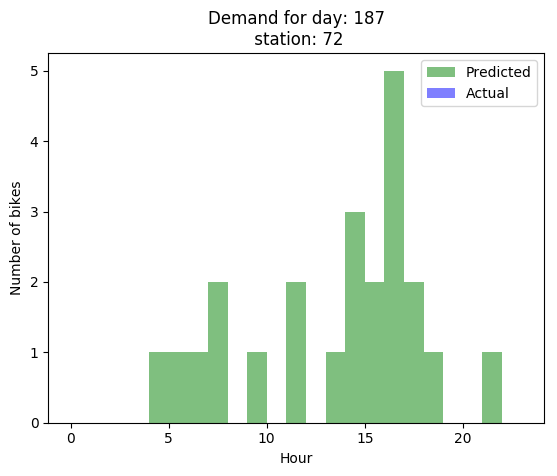 Demand for day: 187
station: 72
Predicted
Actual
Number of bikes
5
4
3
2
1
0
0 5 10 15 20
Hour